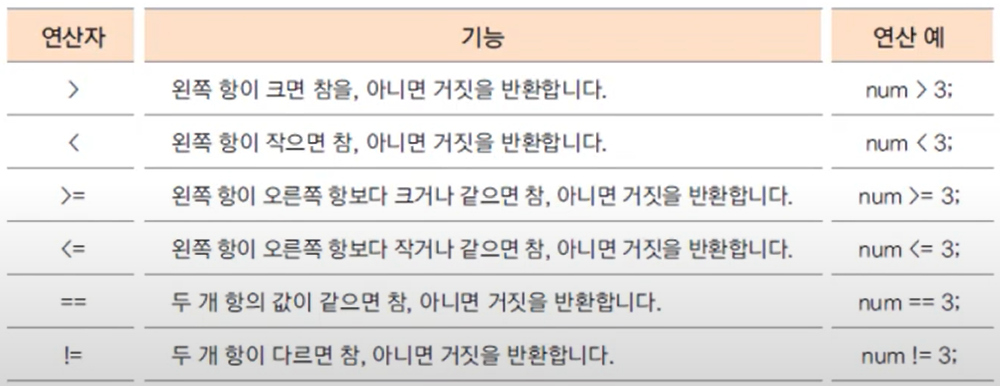 연산자 기능 연산 예
> 왼쪽 항이 크면 참을, 아니면 거짓을 반환합니다. num > 3;
< 왼쪽 항이 작으면 참, 아니면 거짓을 반환합니다. num < 3;
>= 왼쪽 항이 오른쪽 항보다 크거나 같으면 참, 아니면 거짓을 반환합니다. num >= 3;
<= 왼쪽 항이 오른쪽 항보다 작거나 같으면 참, 아니면 거짓을 반환합니다. num <= 3;
== 두 개 항의 값이 같으면 참, 아니면 거짓을 반환합니다. num == 3;
!= 두 개 항이 다르면 참, 아니면 거짓을 반환합니다. num != 3;